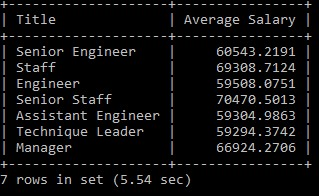 +--------------------+----------------+
| Title              | Average Salary |
+--------------------+----------------+
| Senior Engineer    |     60543.2191 |
| Staff              |     69308.7124 |
| Engineer           |     59508.0751 |
| Senior Staff       |     70470.5013 |
| Assistant Engineer |     59304.9863 |
| Technique Leader   |     59294.3742 |
| Manager            |     66924.2706 |
+--------------------+----------------+
7 rows in set (5.54 sec)